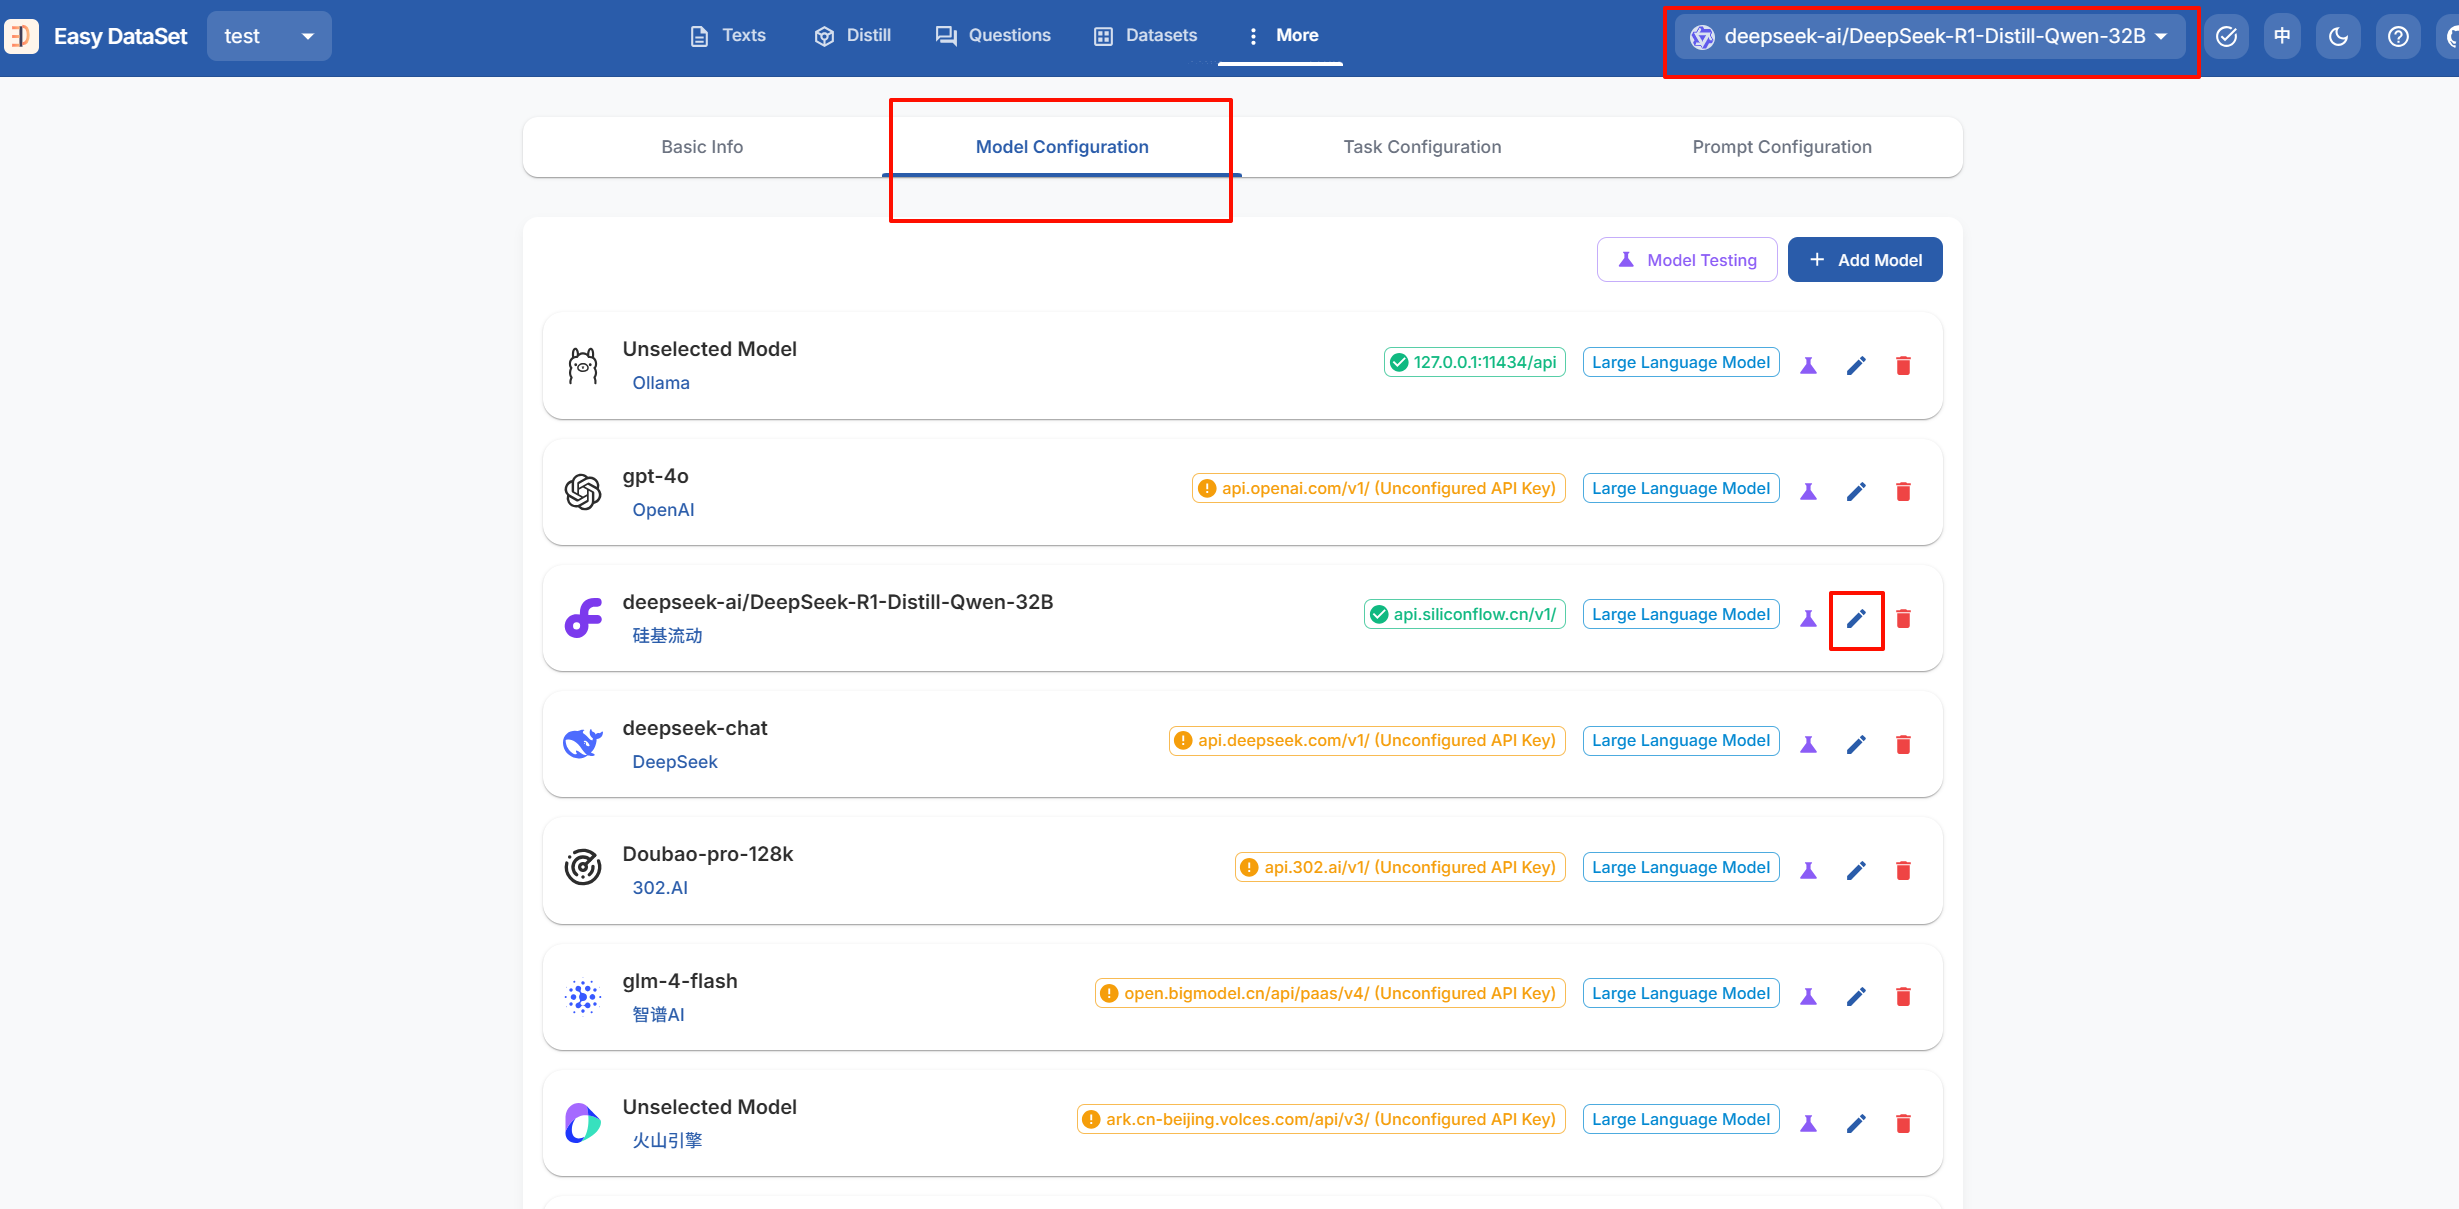 Easy DataSet
test
Texts
Distill
Questions
Datasets
More
deepseek-ai/DeepSeek-R1-Distill-Qwen-32B
中
Basic Info
Model Configuration
Task Configuration
Prompt Configuration
Model Testing
+ Add Model
Unselected Model
Ollama
127.0.0.1:11434/api
Large Language Model
gpt-4o
OpenAI
api.openai.com/v1/ (Unconfigured API Key)
Large Language Model
deepseek-ai/DeepSeek-R1-Distill-Qwen-32B
硅基流动
api.siliconflow.cn/v1/
Large Language Model
deepseek-chat
DeepSeek
api.deepseek.com/v1/ (Unconfigured API Key)
Large Language Model
Doubao-pro-128k
302.AI
api.302.ai/v1/ (Unconfigured API Key)
Large Language Model
glm-4-flash
智谱AI
open.bigmodel.cn/api/paas/v4/ (Unconfigured API Key)
Large Language Model
Unselected Model
火山引擎
ark.cn-beijing.volces.com/api/v3/ (Unconfigured API Key)
Large Language Model